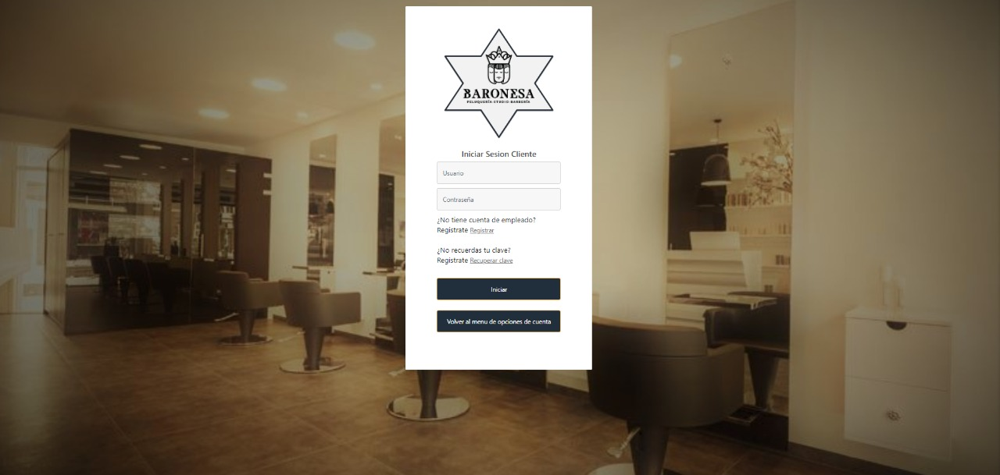 BARONESA
PELUQUERÍA-STUDIO-BARBERÍA
Iniciar Sesion Cliente
Usuario
Contraseña
¿No tiene cuenta de empleado?
Registrate Registrar
¿No recuerdas tu clave?
Registrate Recuperar clave
Iniciar
Volver al menu de opciones de cuenta